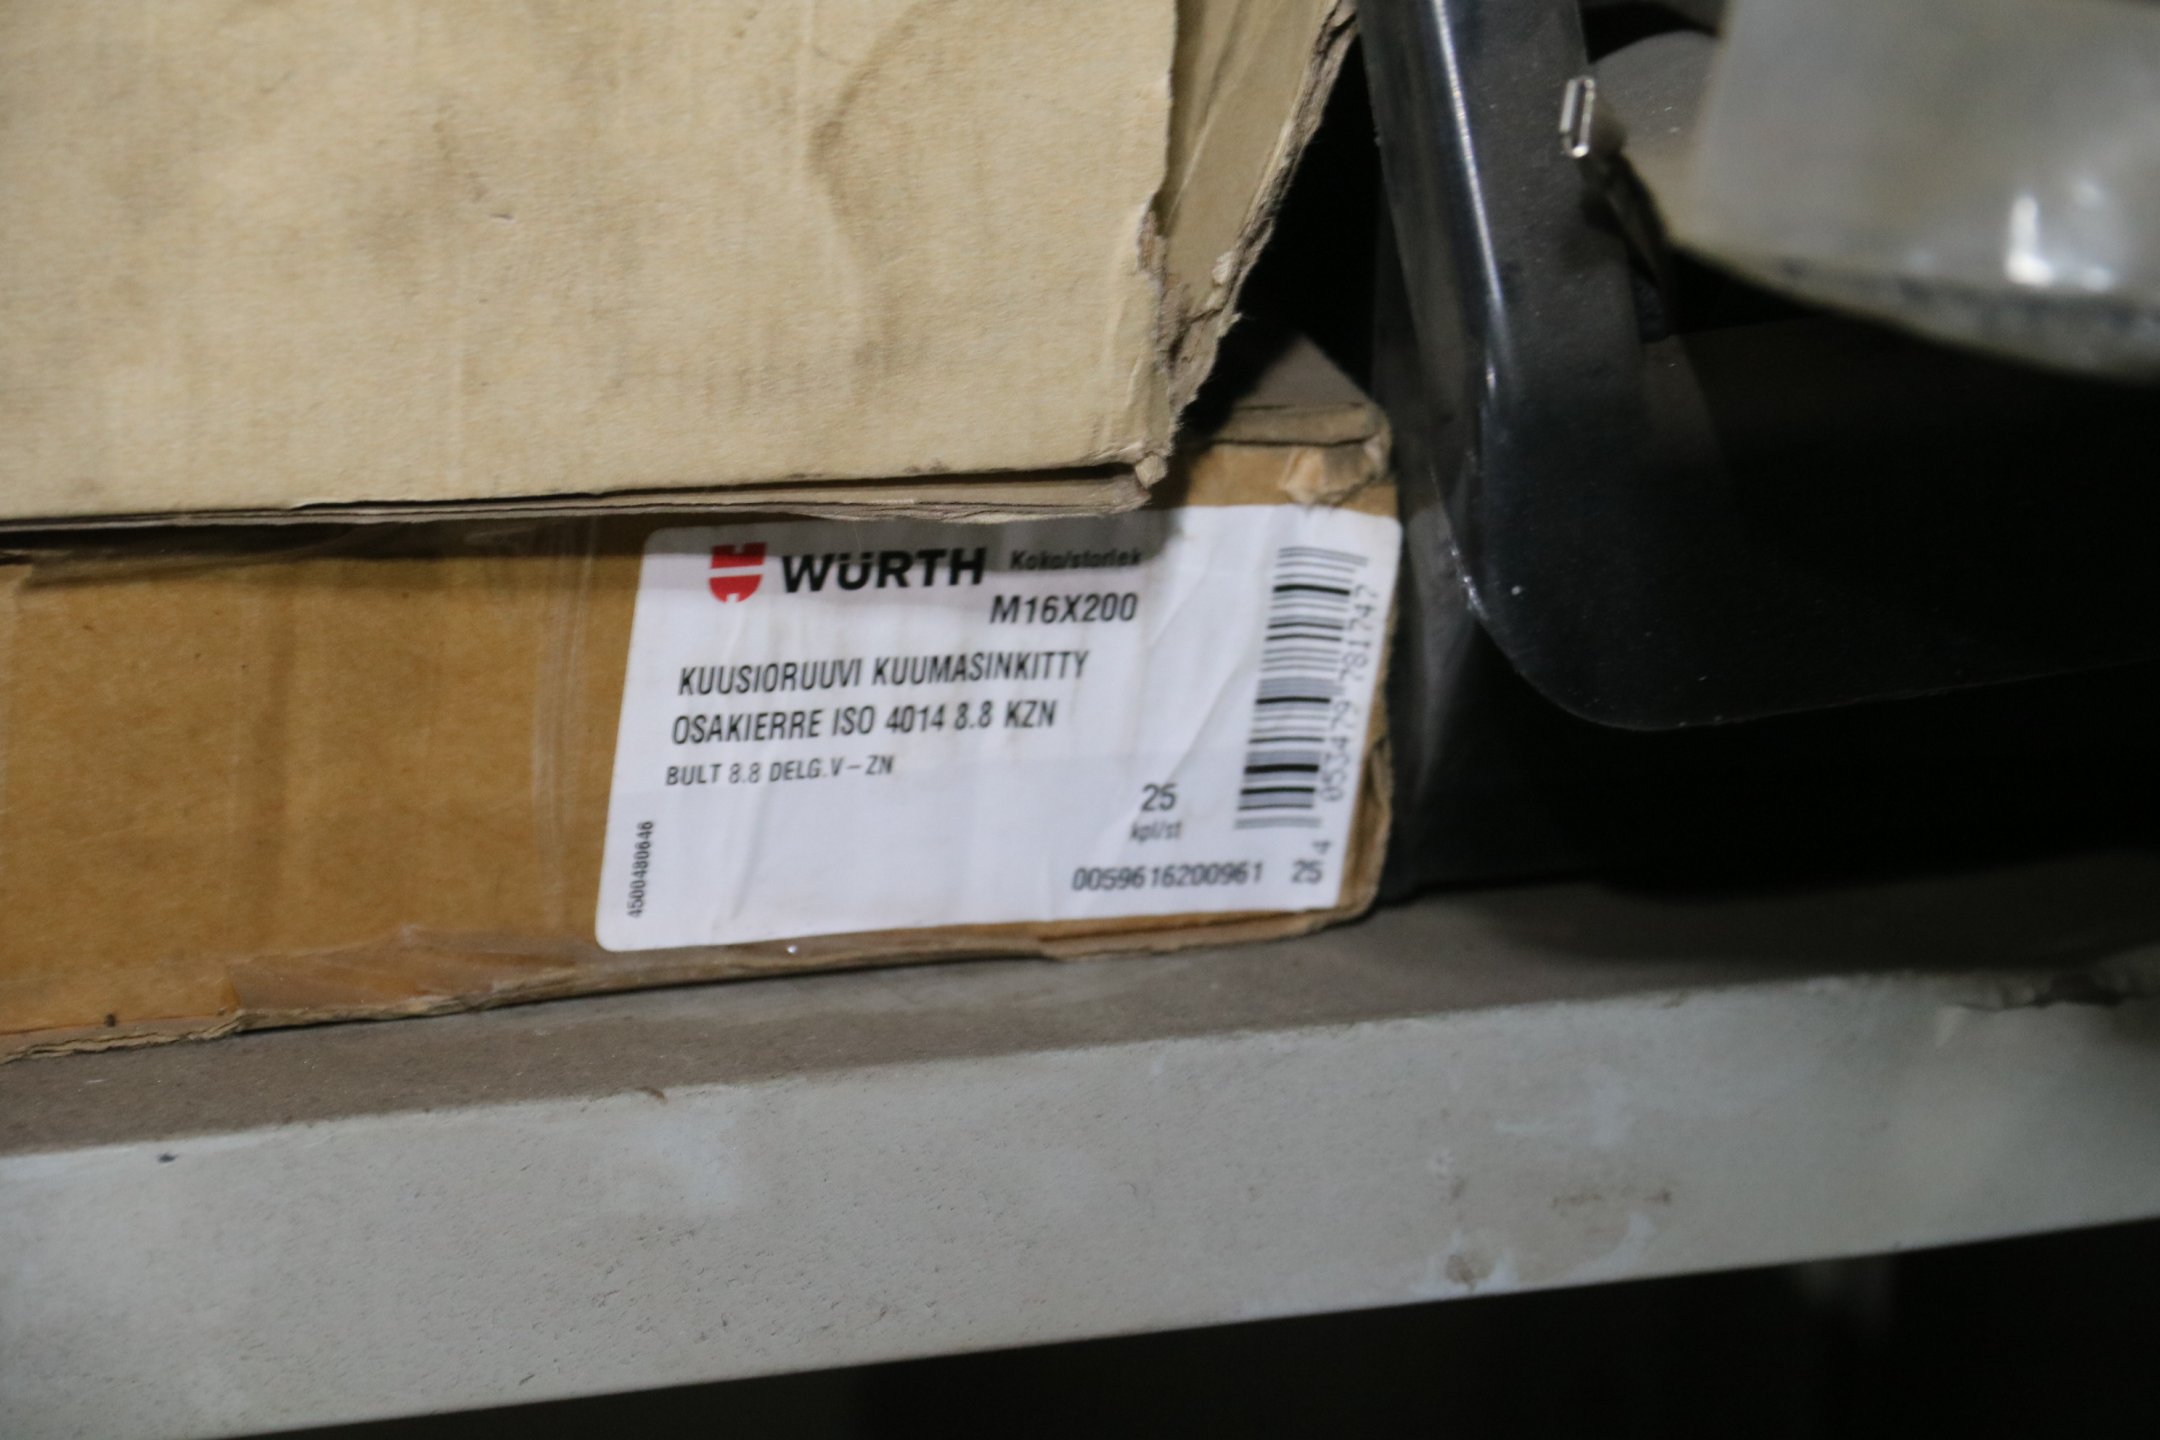 WÜRTH Koko/storlek
M16X200
KUUSIORUUVI KUUMASINKITTY
OSAKIERRE ISO 4014 8.8 KZN
BULT 8.8 DELG.V-ZN
25
kpl/st
0059616200961 25
4500480646